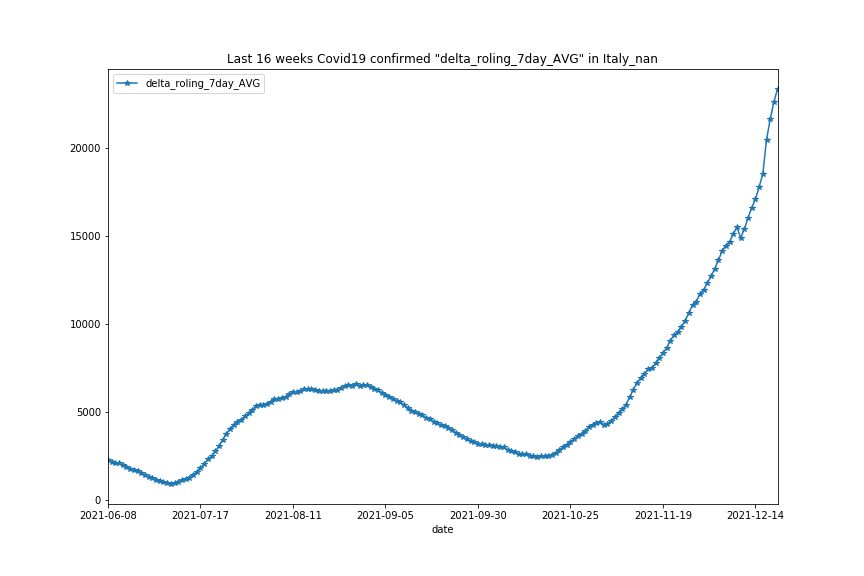 Last 16 weeks Covid19 confirmed "delta_roling_7day_AVG" in Italy_nan
delta_roling_7day_AVG
20000
15000
10000
5000
0
2021-06-08 2021-07-17 2021-08-11 2021-09-05 2021-09-30 2021-10-25 2021-11-19 2021-12-14
date